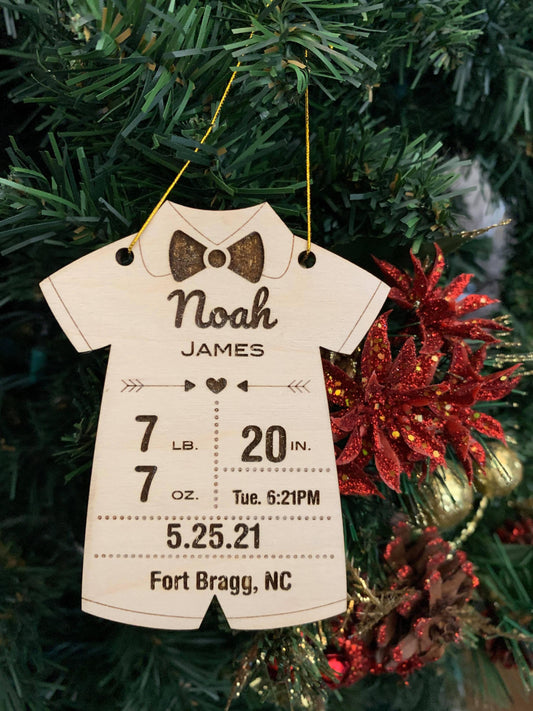 Noah
JAMES
7 LB.
7 OZ.
20 IN.
Tue. 6:21PM
5.25.21
Fort Bragg, NC